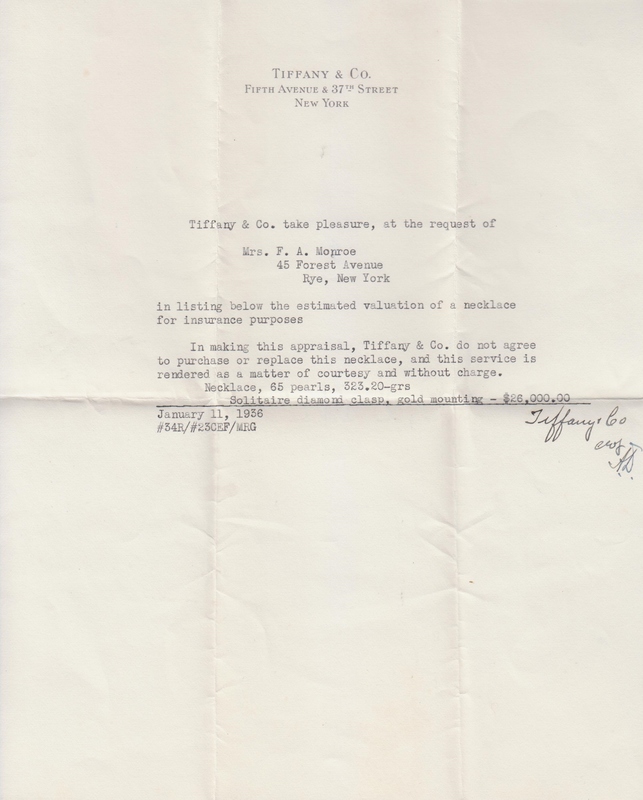 TIFFANY & CO.
FIFTH AVENUE & 37TH STREET
NEW YORK
Tiffany & Co. take pleasure, at the request of
Mrs. F. A. Monroe
45 Forest Avenue
Rye, New York
in listing below the estimated valuation of a necklace
for insurance purposes
In making this appraisal, Tiffany & Co. do not agree
to purchase or replace this necklace, and this service is
rendered as a matter of courtesy and without charge.
Necklace, 65 pearls, 323.20-grs
Solitaire diamond clasp, gold mounting - $26,000.00
January 11, 1936
#34R/#23CEF/MRG
Tiffany & Co